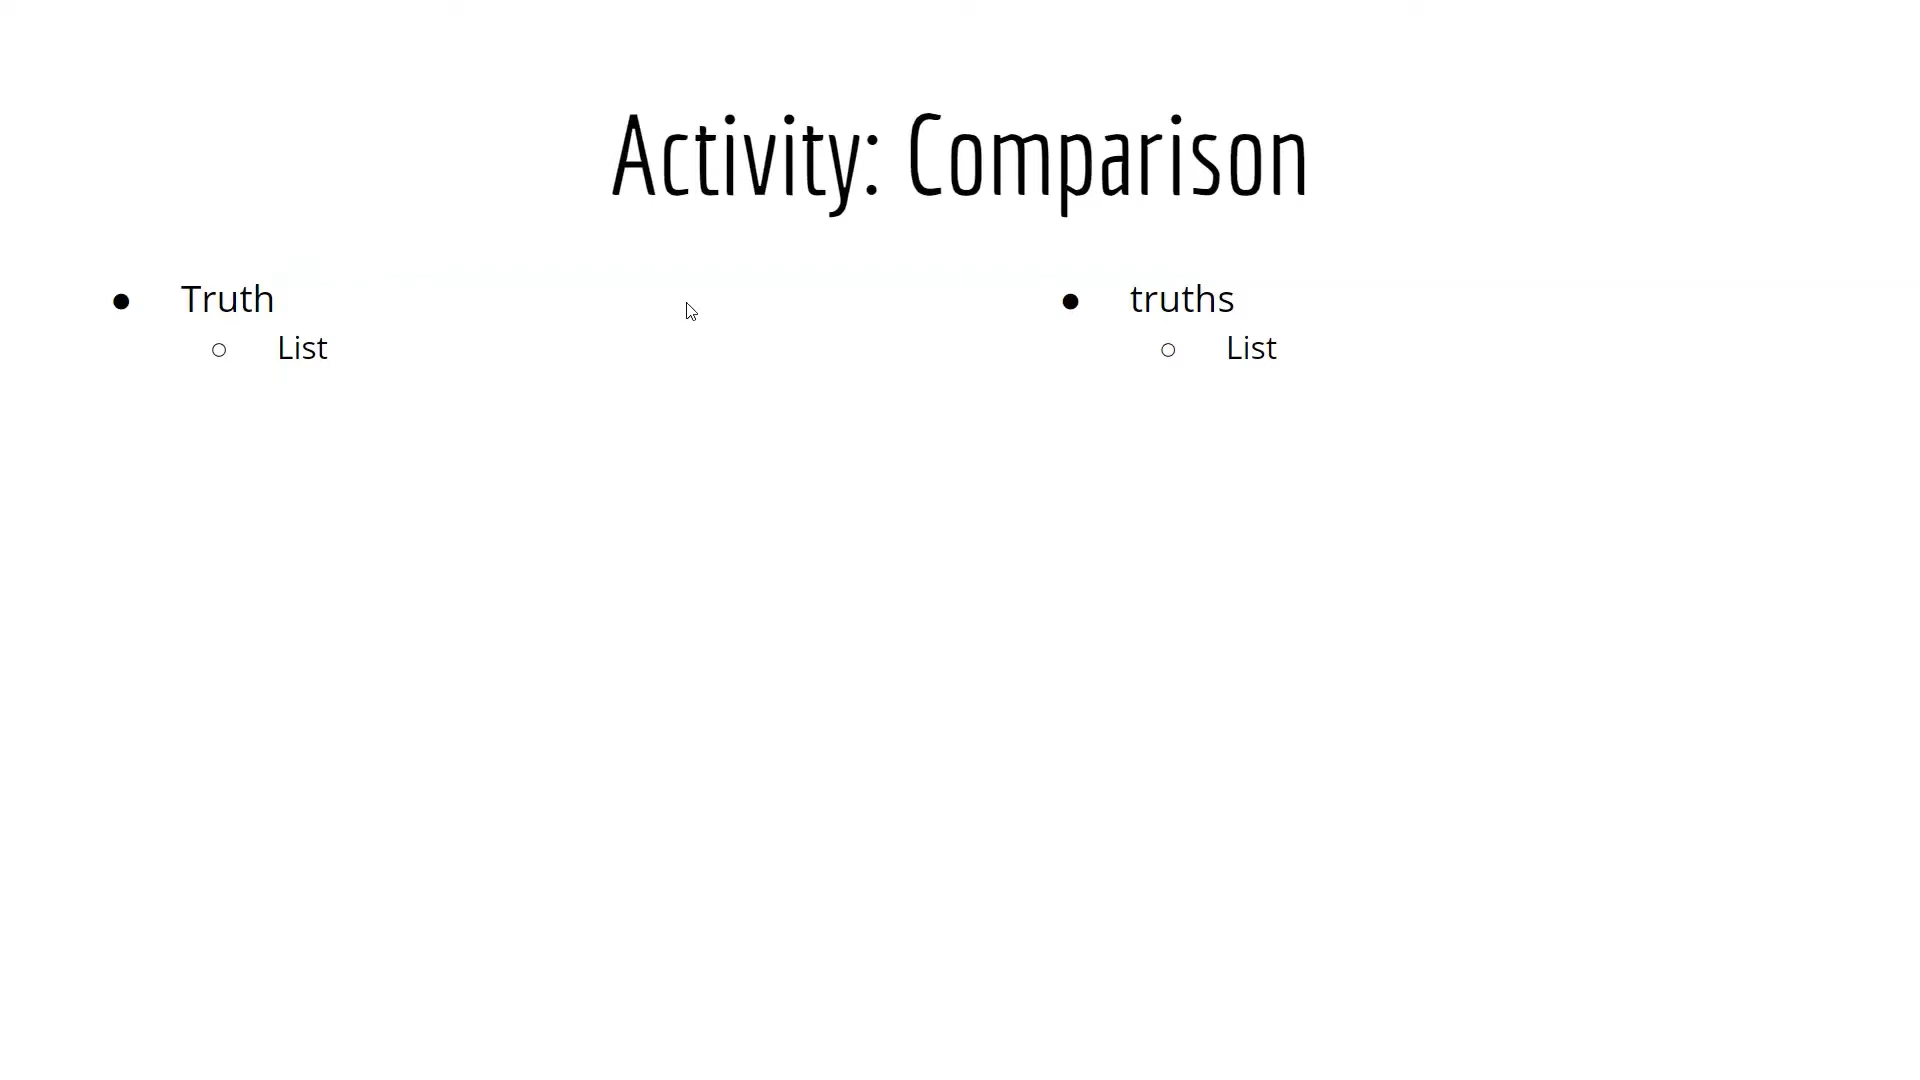 Activity: Comparison
● Truth
○ List
● truths
○ List